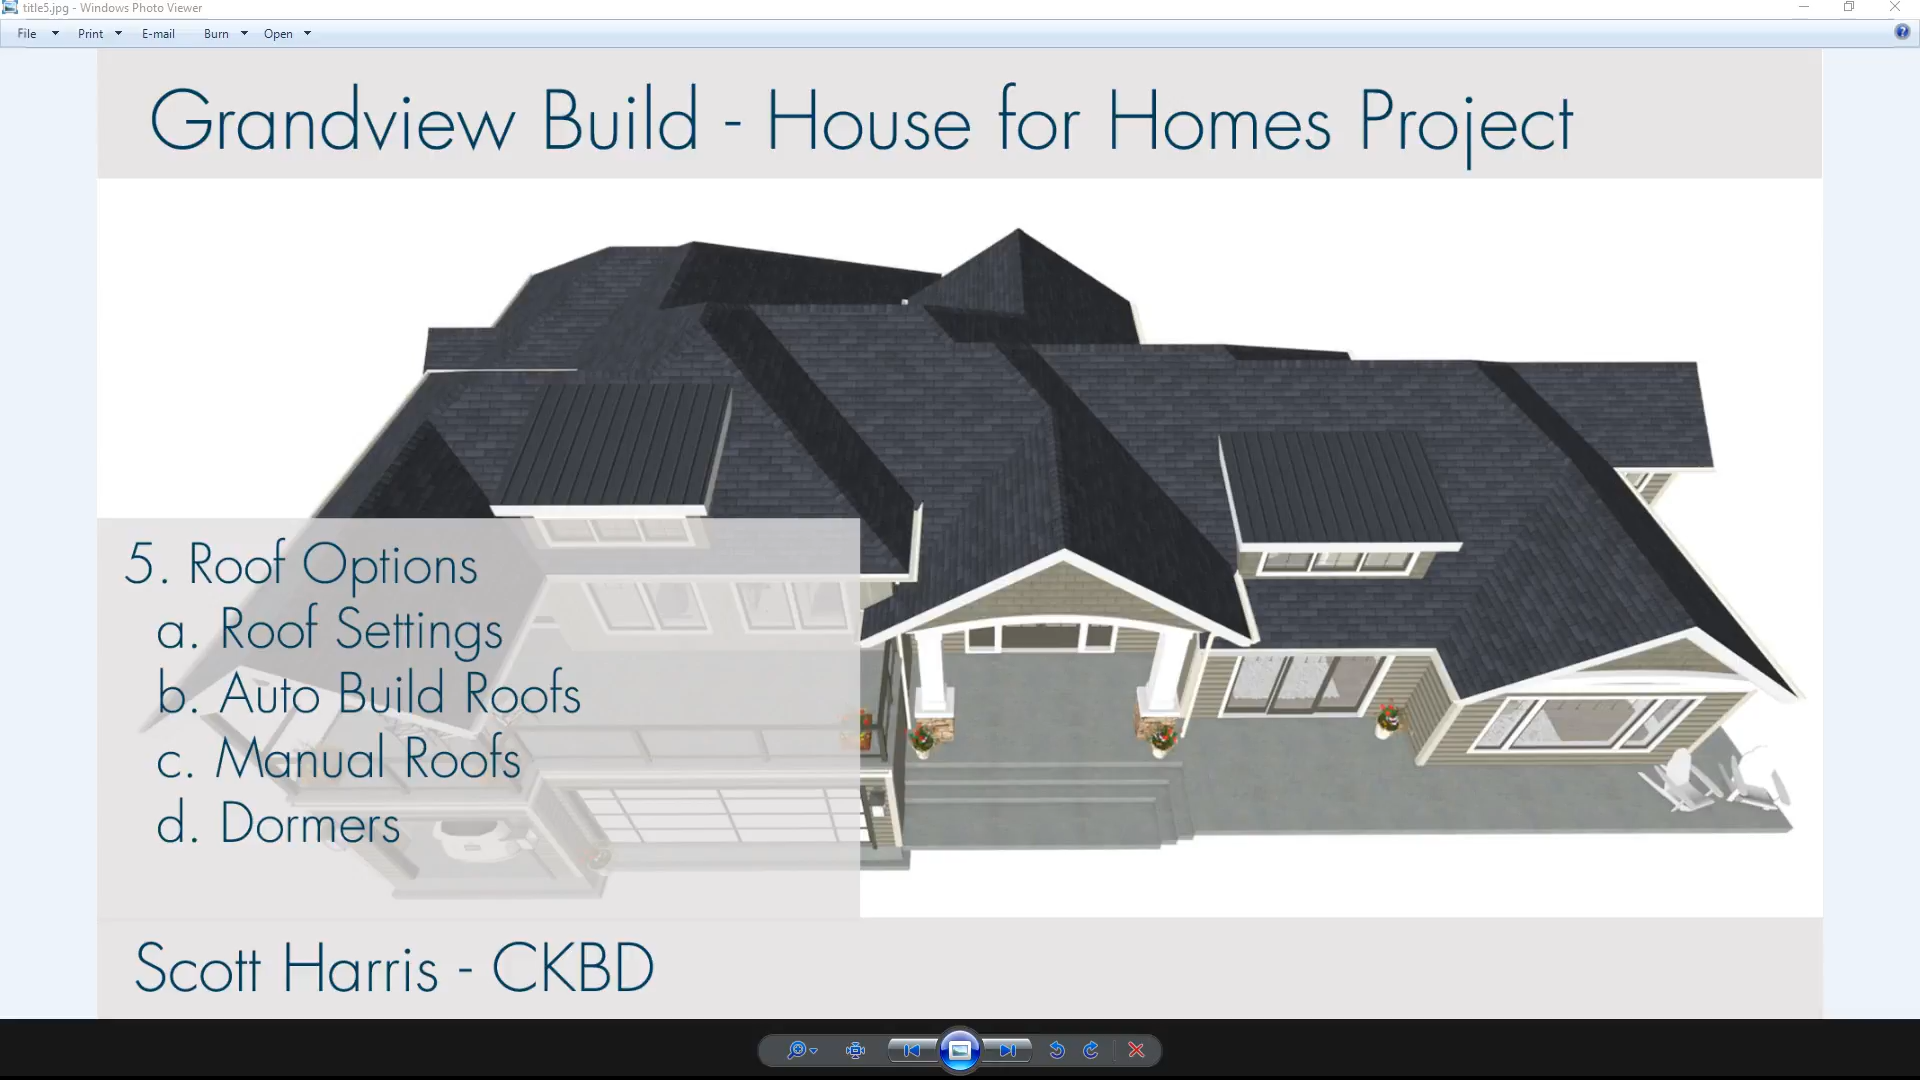 title5.jpg - Windows Photo Viewer
File Print E-mail Burn Open
Grandview Build - House for Homes Project
5. Roof Options
a. Roof Settings
b. Auto Build Roofs
c. Manual Roofs
d. Dormers
Scott Harris - CKBD